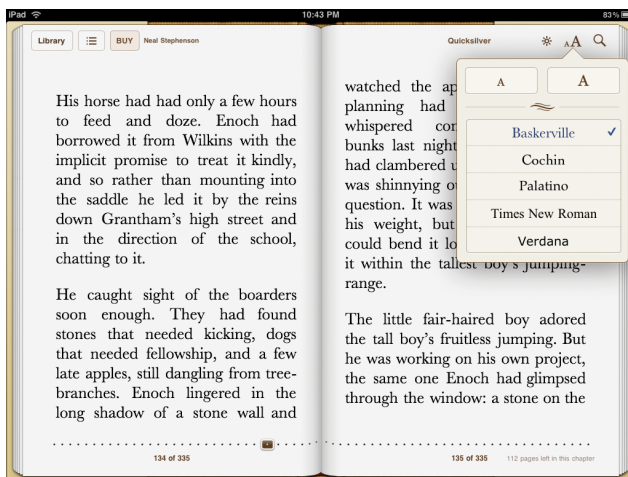 iPad
10:43 PM
83%
Library
BUY
Neal Stephenson
Quicksilver
AA
His horse had had only a few hours
to feed and doze. Enoch had
borrowed it from Wilkins with the
implicit promise to treat it kindly,
and so rather than mounting into
the saddle he led it by the reins
down Grantham's high street and
in the direction of the school,
chatting to it.
He caught sight of the boarders
soon enough. They had found
stones that needed kicking, dogs
that needed fellowship, and a few
late apples, still dangling from tree-
branches. Enoch lingered in the
long shadow of a stone wall and
134 of 335
watched the ap
planning had
whispered con
bunks last night
had clambered u
was shinnying ou
question. It was
his weight, but
could bend it lo
it within the tallest boy's jumping-
range.
The little fair-haired boy adored
the tall boy's fruitless jumping. But
he was working on his own project,
the same one Enoch had glimpsed
through the window: a stone on the
135 of 335
112 pages left in this chapter
A
A
Baskerville
Cochin
Palatino
Times New Roman
Verdana